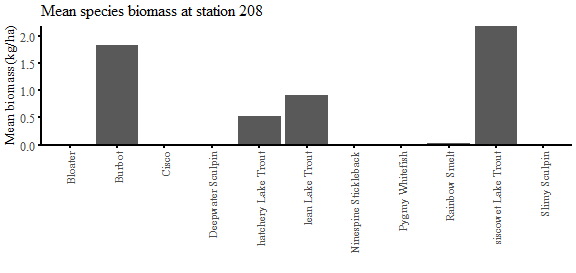 Mean species biomass at station 208
Mean biomass (kg/ha)
2.0
1.5
1.0
0.5
0.0
Bloater
Burbot
Cisco
Deepwater Sculpin
hatchery Lake Trout
lean Lake Trout
Ninespine Stickleback
Pygmy Whitefish
Rainbow Smelt
siscowet Lake Trout
Slimy Sculpin